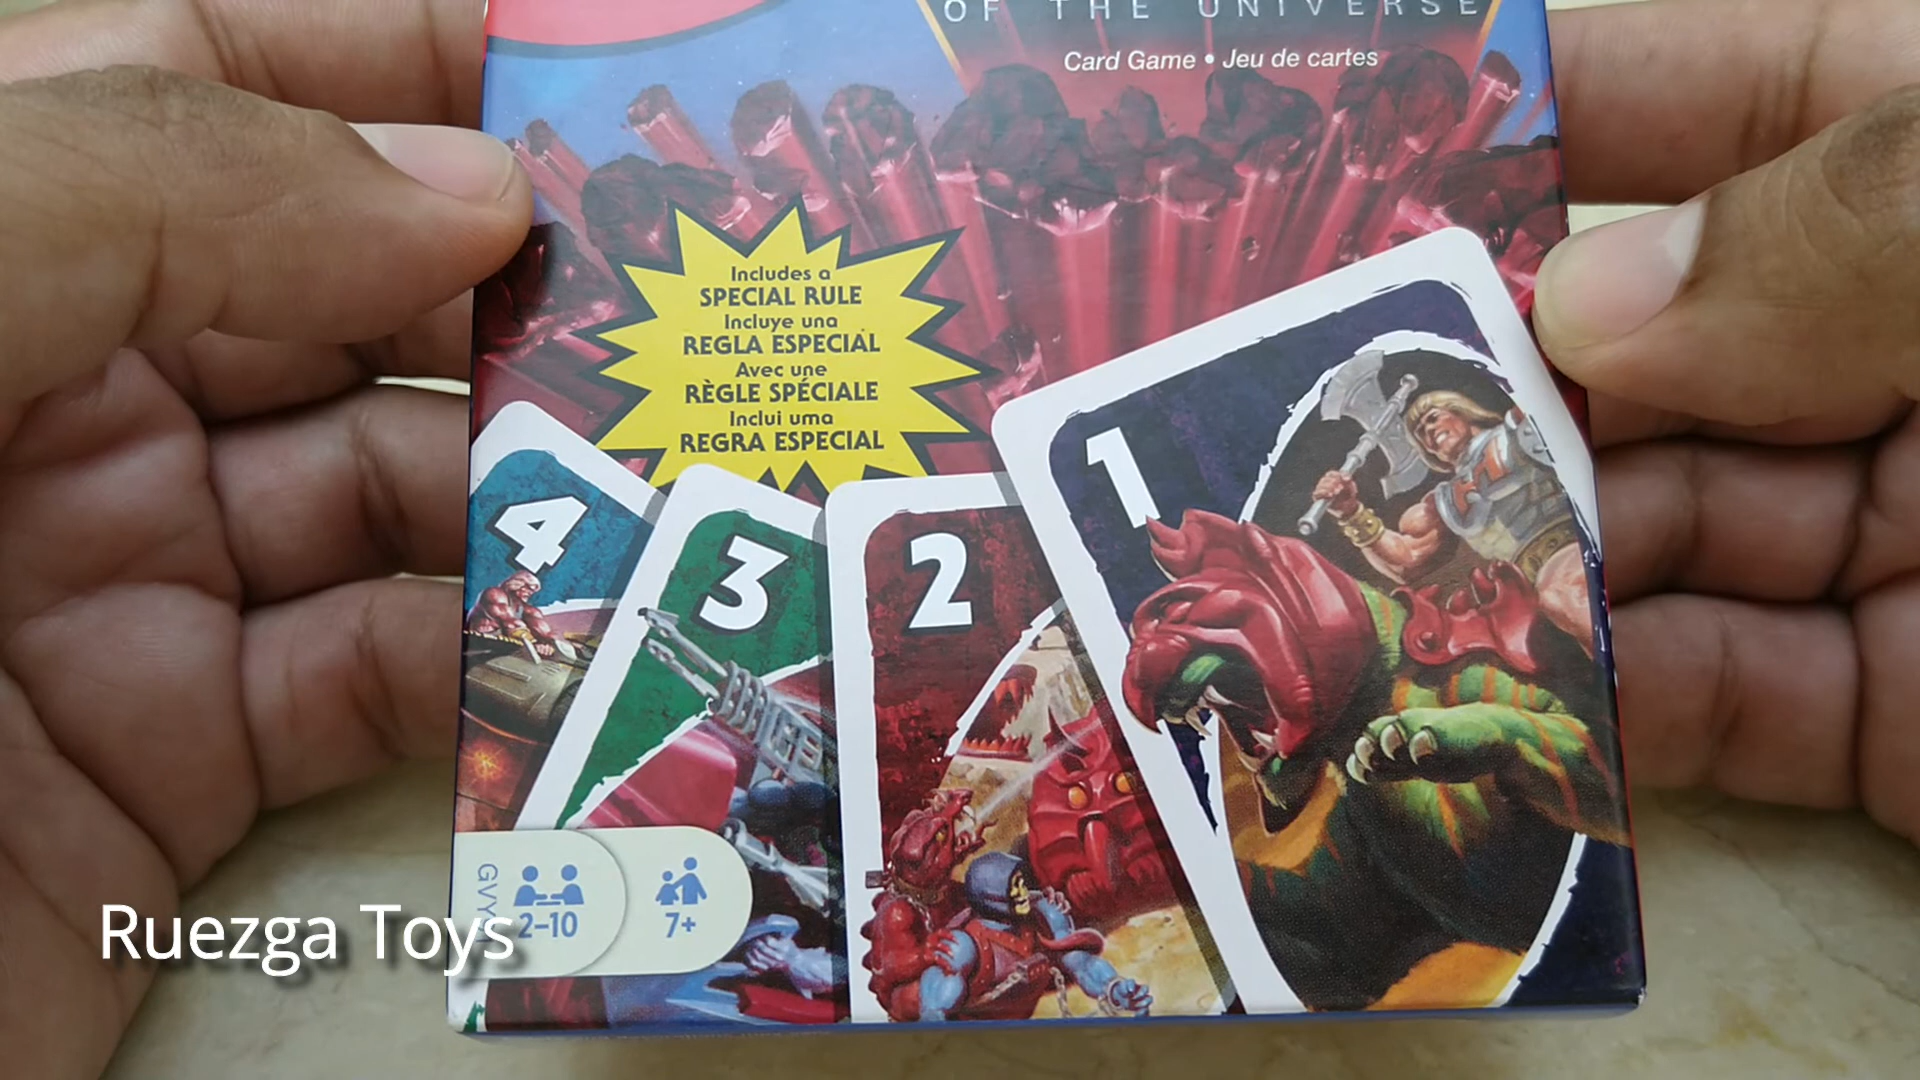 OF THE UNIVERSE
Card Game • Jeu de cartes
Includes a
SPECIAL RULE
Incluye una
REGLA ESPECIAL
Avec une
RÈGLE SPÉCIALE
Inclui uma
REGRA ESPECIAL
1
4
3
2
2-10
7+
Ruezga Toys